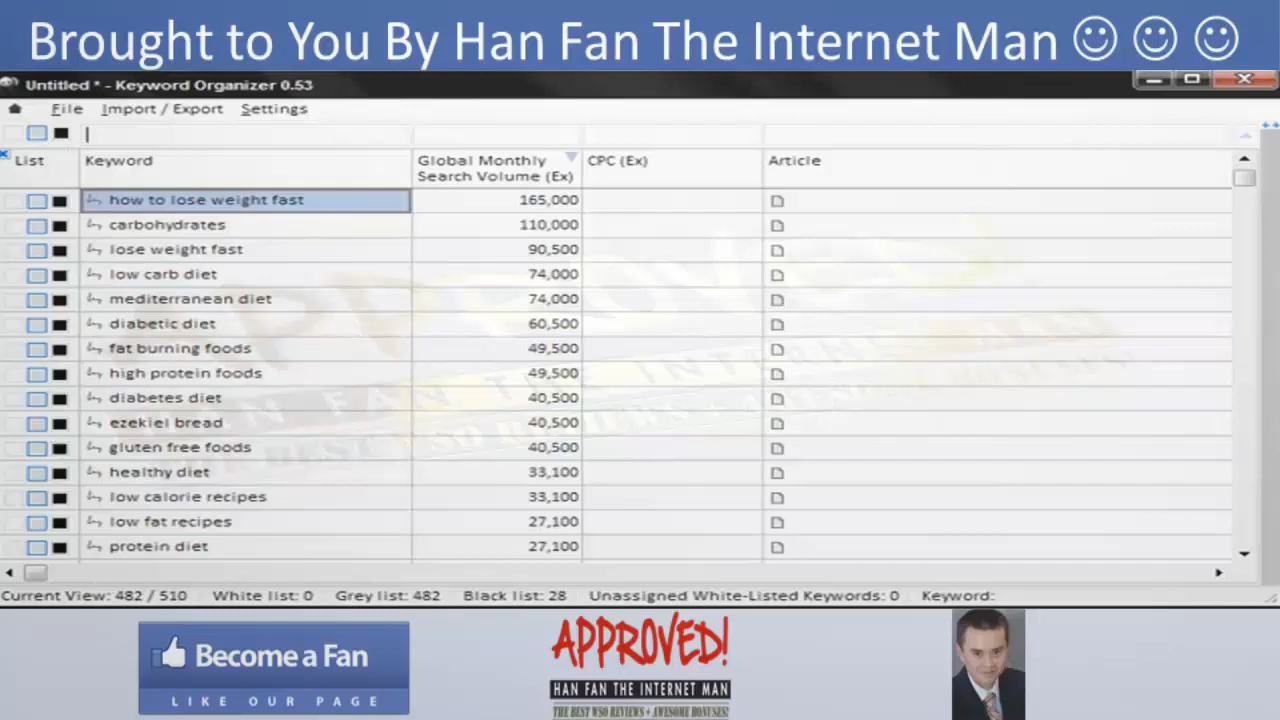 Brought to You By Han Fan The Internet Man ☺ ☺ ☺
Untitled * - Keyword Organizer 0.53
File Import / Export Settings
List Keyword Global Monthly Search Volume (Ex) CPC (Ex) Article
how to lose weight fast 165,000
carbohydrates 110,000
lose weight fast 90,500
low carb diet 74,000
mediterranean diet 74,000
diabetic diet 60,500
fat burning foods 49,500
high protein foods 49,500
diabetes diet 40,500
ezekiel bread 40,500
gluten free foods 40,500
healthy diet 33,100
low calorie recipes 33,100
low fat recipes 27,100
protein diet 27,100
Current View: 482 / 510 White list: 0 Grey list: 482 Black list: 28 Unassigned White-Listed Keywords: 0 Keyword:
Become a Fan
LIKE OUR PAGE
APPROVED!
HAN FAN THE INTERNET MAN
THE BEST WSO REVIEWS + AWESOME BONUSES!